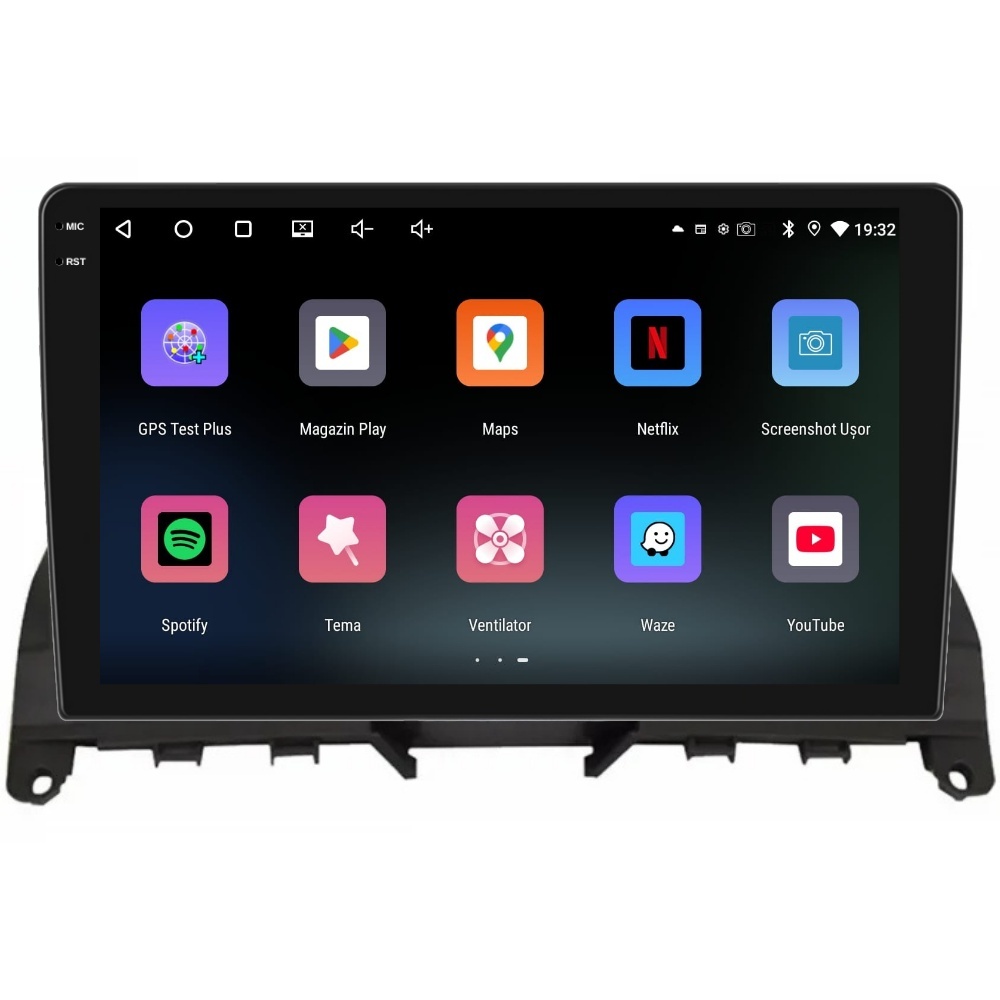 MIC
19:32
RST
GPS Test Plus
Magazin Play
Maps
Netflix
Screenshot Ușor
Spotify
Tema
Ventilator
Waze
YouTube